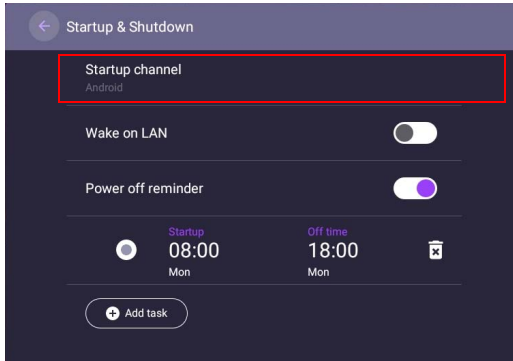 Startup & Shutdown
Startup channel
Android
Wake on LAN
Power off reminder
Startup Off time
08:00 18:00
Mon Mon
Add task